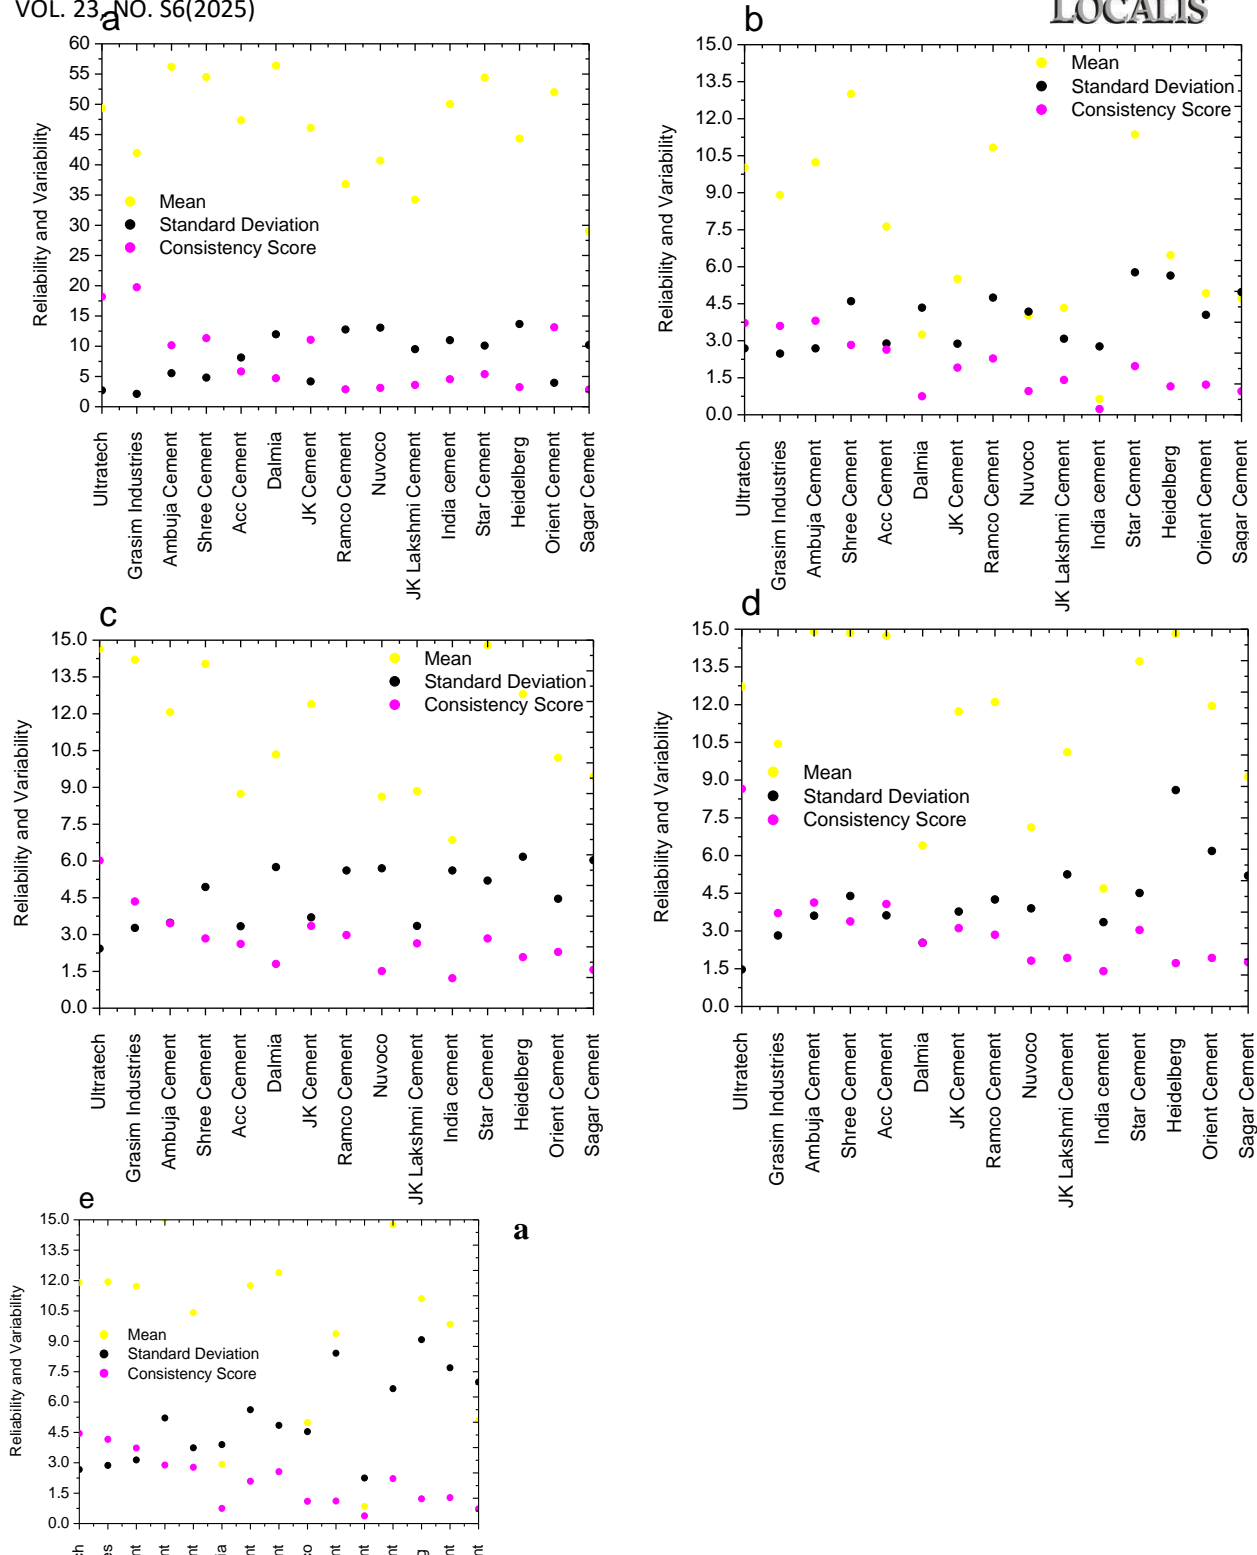 VOL. 23, NO. S6(2025)
LOCALIS
a
60
55
50
45
40
35
30
25
20
15
10
5
0
Reliability and Variability
Mean
Standard Deviation
Consistency Score
Ultratech
Grasim Industries
Ambuja Cement
Shree Cement
Acc Cement
Dalmia
JK Cement
Ramco Cement
Nuvoco
JK Lakshmi Cement
India cement
Star Cement
Heidelberg
Orient Cement
Sagar Cement
b
15.0
13.5
12.0
10.5
9.0
7.5
6.0
4.5
3.0
1.5
0.0
Reliability and Variability
Mean
Standard Deviation
Consistency Score
Ultratech
Grasim Industries
Ambuja Cement
Shree Cement
Acc Cement
Dalmia
JK Cement
Ramco Cement
Nuvoco
JK Lakshmi Cement
India cement
Star Cement
Heidelberg
Orient Cement
Sagar Cement
c
15.0
13.5
12.0
10.5
9.0
7.5
6.0
4.5
3.0
1.5
0.0
Reliability and Variability
Mean
Standard Deviation
Consistency Score
Ultratech
Grasim Industries
Ambuja Cement
Shree Cement
Acc Cement
Dalmia
JK Cement
Ramco Cement
Nuvoco
JK Lakshmi Cement
India cement
Star Cement
Heidelberg
Orient Cement
Sagar Cement
d
15.0
13.5
12.0
10.5
9.0
7.5
6.0
4.5
3.0
1.5
0.0
Reliability and Variability
Mean
Standard Deviation
Consistency Score
Ultratech
Grasim Industries
Ambuja Cement
Shree Cement
Acc Cement
Dalmia
JK Cement
Ramco Cement
Nuvoco
JK Lakshmi Cement
India cement
Star Cement
Heidelberg
Orient Cement
Sagar Cement
e
15.0
13.5
12.0
10.5
9.0
7.5
6.0
4.5
3.0
1.5
0.0
Reliability and Variability
Mean
Standard Deviation
Consistency Score
a